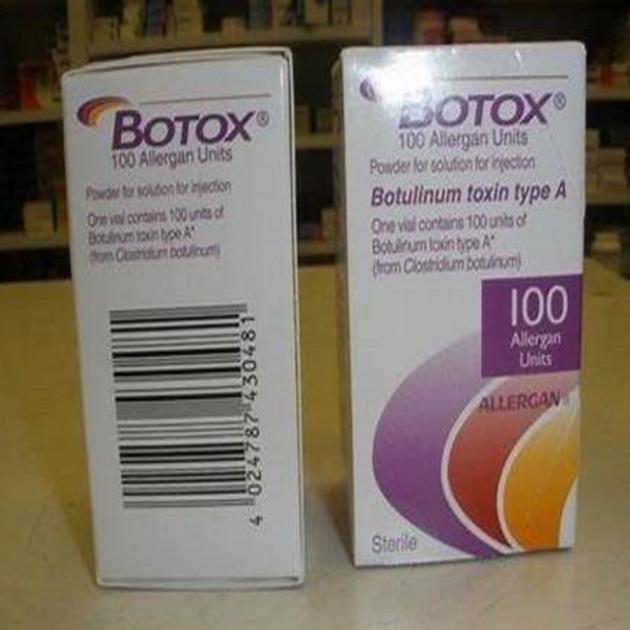 BOTOX®
100 Allergan Units
Powder for solution for injection
One vial contains 100 units of
Botulinum toxin type A*
(from Clostridium botulinum)
4 024787 430481
BOTOX®
100 Allergan Units
Powder for solution for injection
Botulinum toxin type A
One vial contains 100 units of
Botulinum toxin type A*
(from Clostridium botulinum)
100
Allergan
Units
ALLERGAN®
Sterile